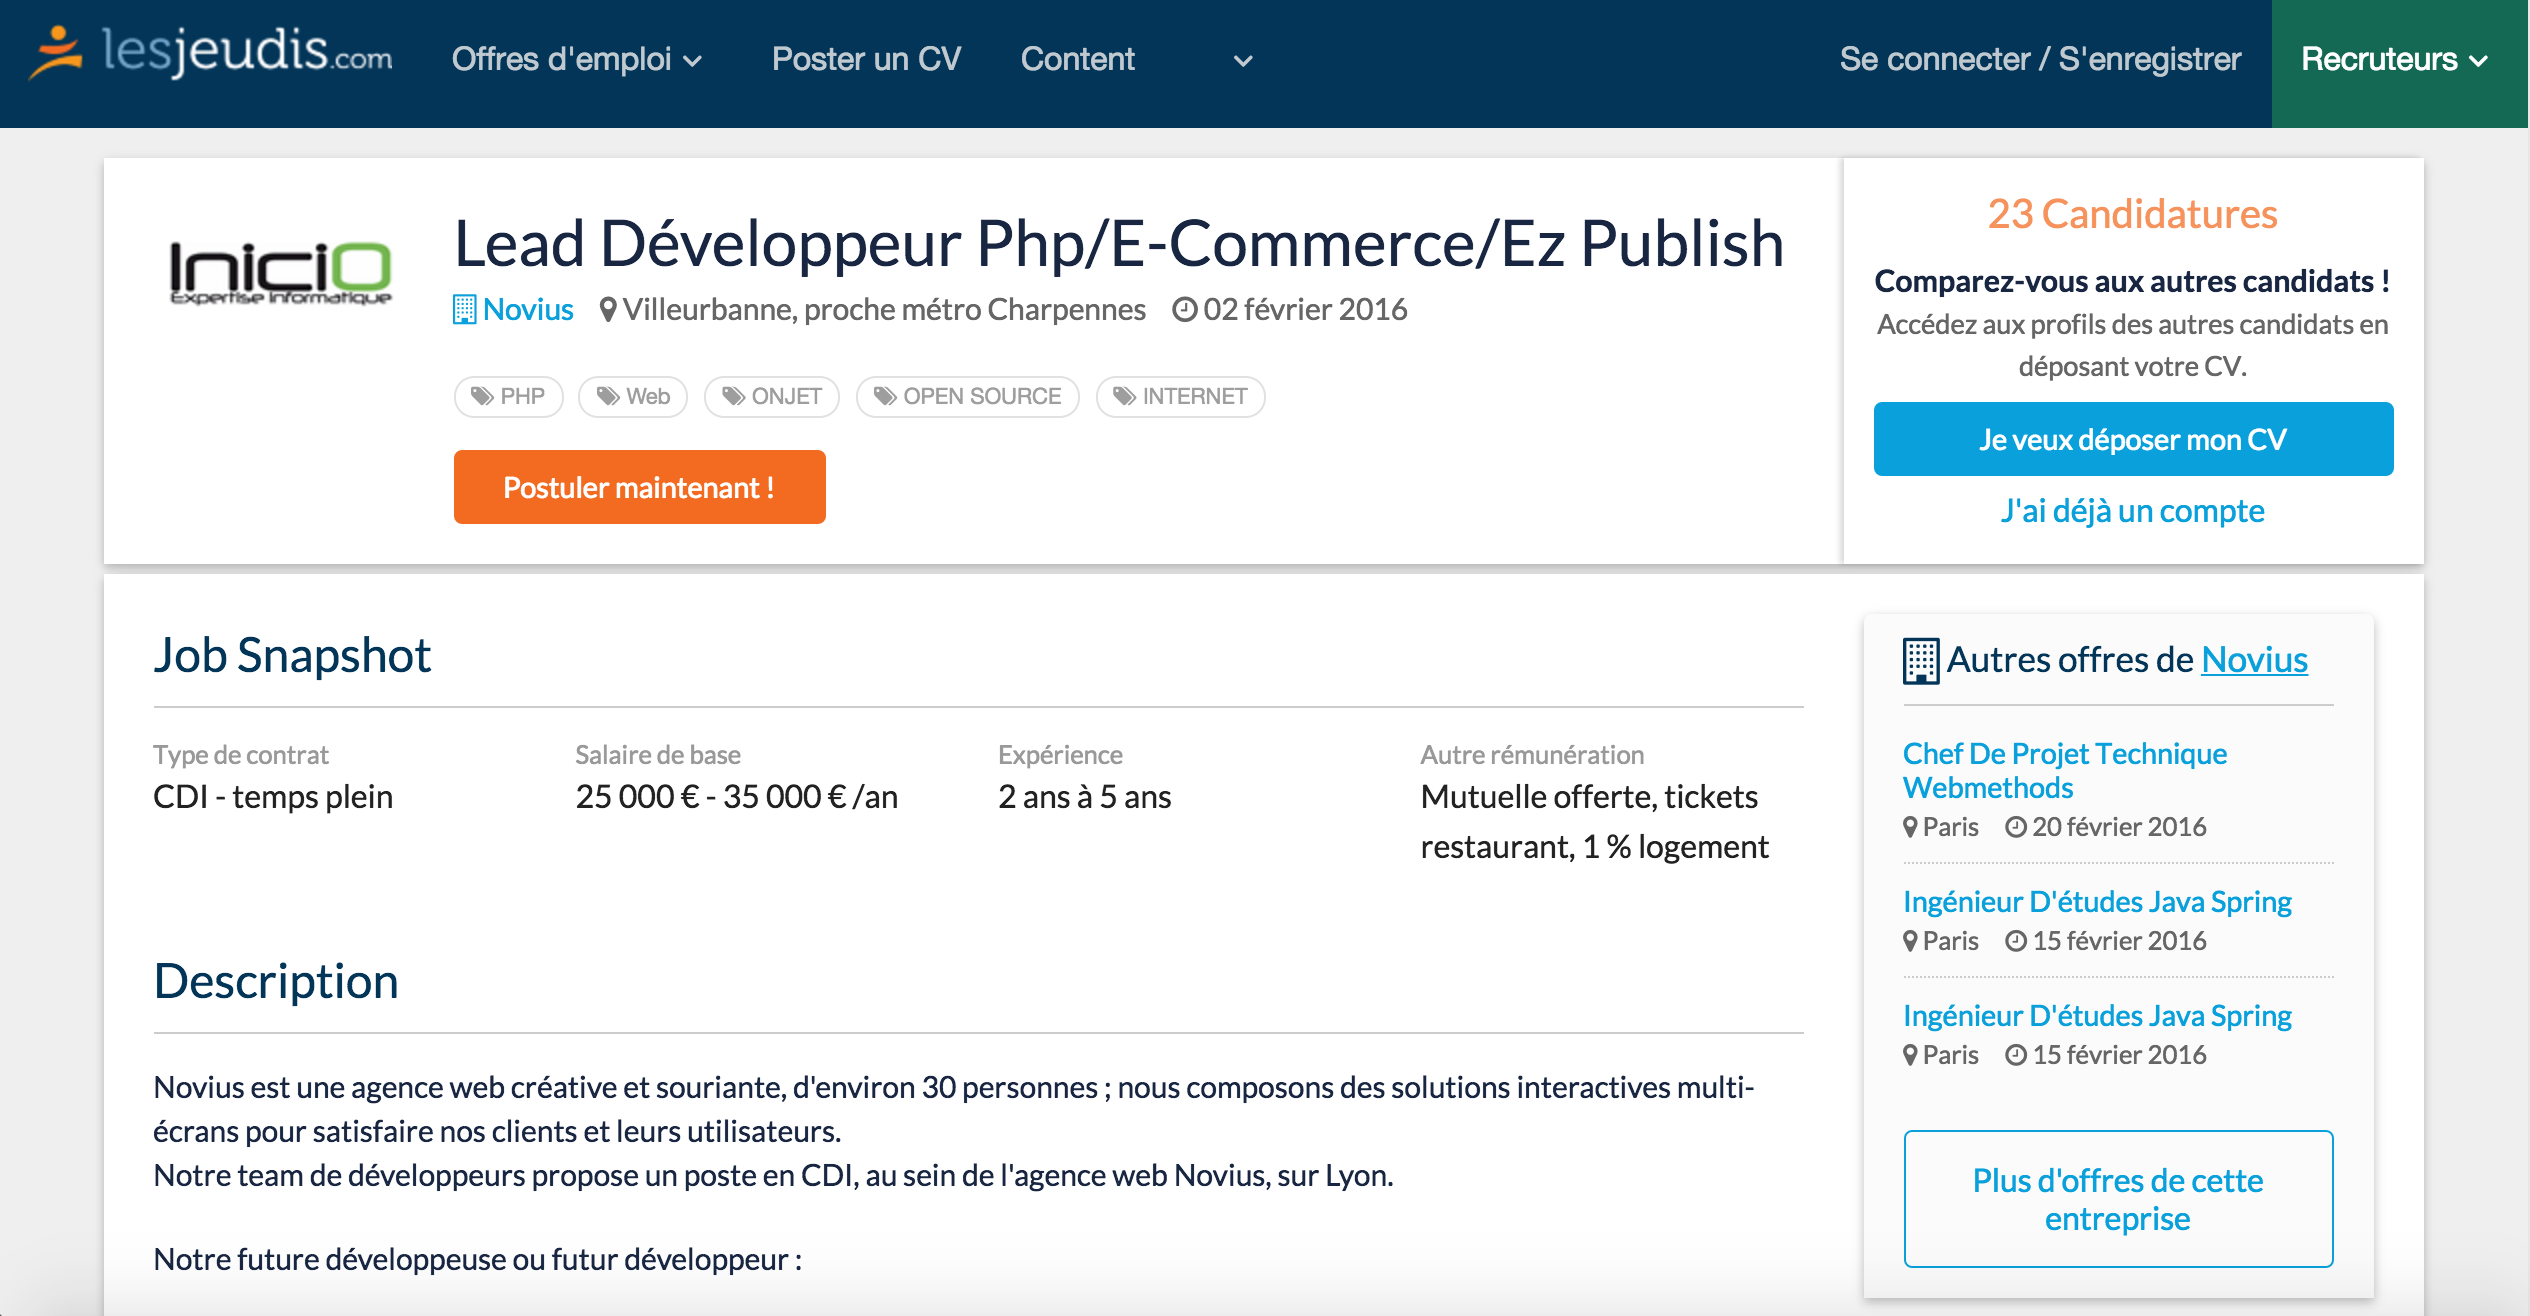 lesjeudis.com
Offres d'emploi
Poster un CV
Content
Se connecter / S'enregistrer
Recruteurs
Inicio
Expertise Informatique
Lead Développeur Php/E-Commerce/Ez Publish
Novius Villeurbanne, proche métro Charpennes 02 février 2016
PHP
Web
ONJET
OPEN SOURCE
INTERNET
Postuler maintenant !
23 Candidatures
Comparez-vous aux autres candidats !
Accédez aux profils des autres candidats en
déposant votre CV.
Je veux déposer mon CV
J'ai déjà un compte
Job Snapshot
Type de contrat
CDI - temps plein
Salaire de base
25 000 € - 35 000 € /an
Expérience
2 ans à 5 ans
Autre rémunération
Mutuelle offerte, tickets
restaurant, 1 % logement
Description
Novius est une agence web créative et souriante, d'environ 30 personnes ; nous composons des solutions interactives multi-
écrans pour satisfaire nos clients et leurs utilisateurs.
Notre team de développeurs propose un poste en CDI, au sein de l'agence web Novius, sur Lyon.
Notre future développeuse ou futur développeur :
Autres offres de Novius
Chef De Projet Technique
Webmethods
Paris 20 février 2016
Ingénieur D'études Java Spring
Paris 15 février 2016
Ingénieur D'études Java Spring
Paris 15 février 2016
Plus d'offres de cette
entreprise